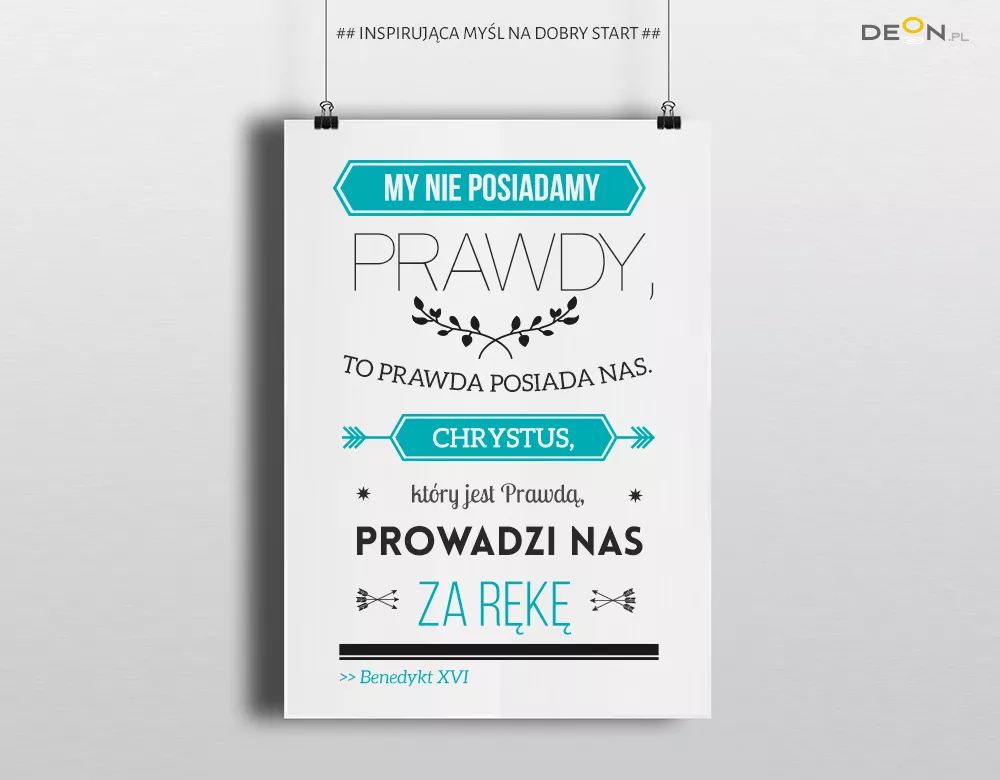 ## INSPIRUJĄCA MYŚL NA DOBRY START ##
DEON.PL
MY NIE POSIADAMY
PRAWDY,
TO PRAWDA POSIADA NAS.
CHRYSTUS,
który jest Prawdą,
PROWADZI NAS
ZA RĘKĘ
>> Benedykt XVI